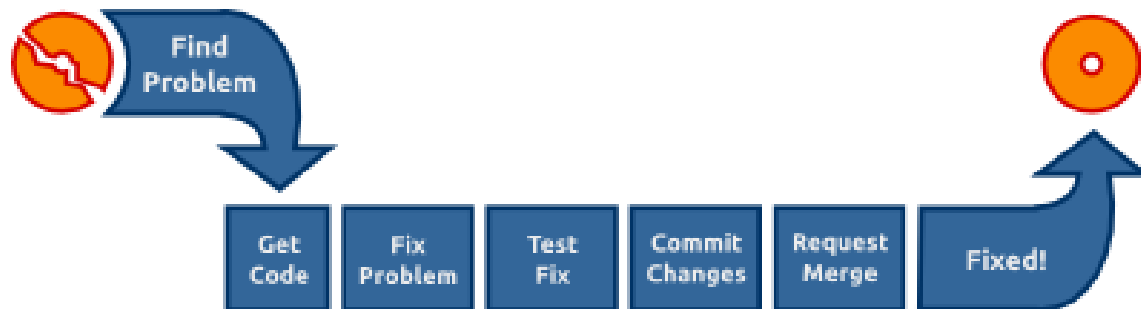 Find
Problem
Get
Code
Fix
Problem
Test
Fix
Commit
Changes
Request
Merge
Fixed!